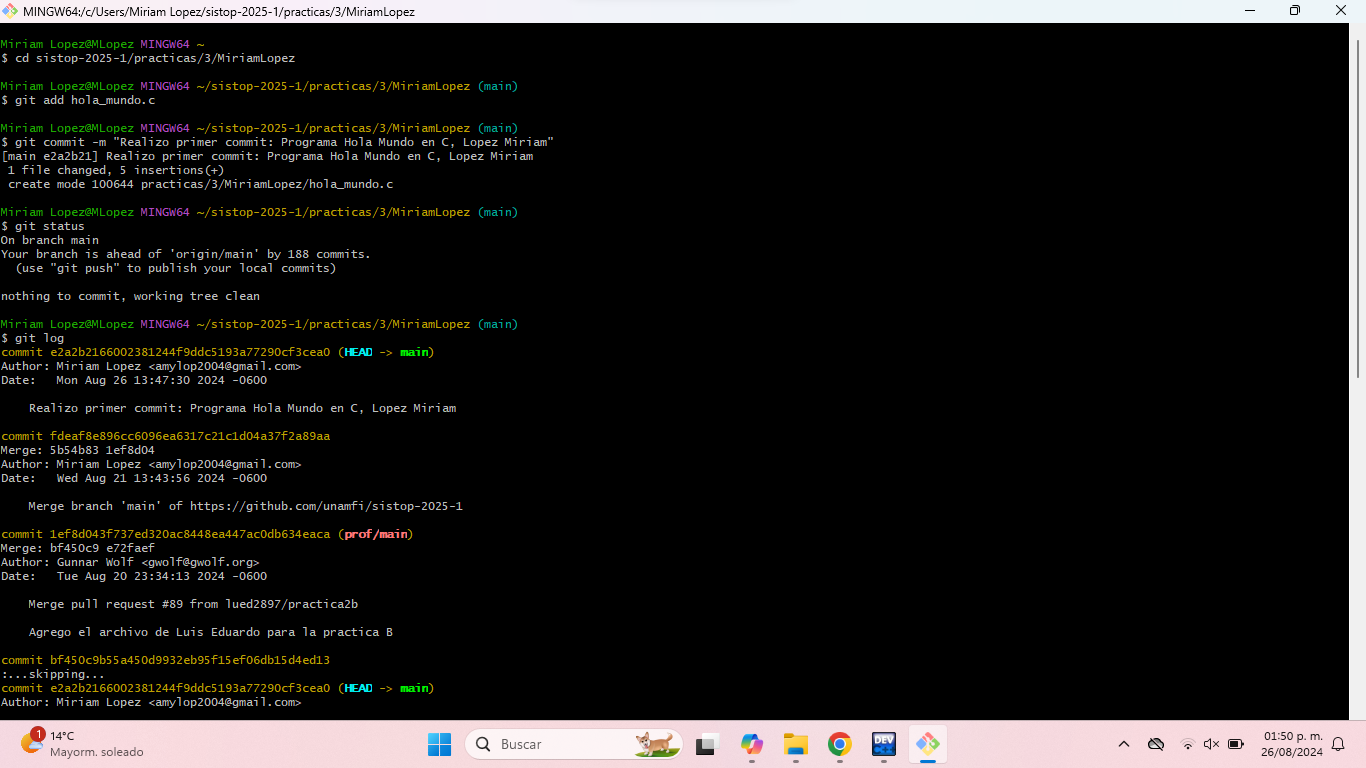 MINGW64:/c/Users/Miriam Lopez/sistop-2025-1/practicas/3/MiriamLopez
Miriam Lopez@MLopez MINGW64 ~
$ cd sistop-2025-1/practicas/3/MiriamLopez
Miriam Lopez@MLopez MINGW64 ~/sistop-2025-1/practicas/3/MiriamLopez (main)
$ git add hola_mundo.c
Miriam Lopez@MLopez MINGW64 ~/sistop-2025-1/practicas/3/MiriamLopez (main)
$ git commit -m "Realizo primer commit: Programa Hola Mundo en C, Lopez Miriam"
[main e2a2b21] Realizo primer commit: Programa Hola Mundo en C, Lopez Miriam
 1 file changed, 5 insertions(+)
 create mode 100644 practicas/3/MiriamLopez/hola_mundo.c
Miriam Lopez@MLopez MINGW64 ~/sistop-2025-1/practicas/3/MiriamLopez (main)
$ git status
On branch main
Your branch is ahead of 'origin/main' by 188 commits.
  (use "git push" to publish your local commits)
nothing to commit, working tree clean
Miriam Lopez@MLopez MINGW64 ~/sistop-2025-1/practicas/3/MiriamLopez (main)
$ git log
commit e2a2b2166002381244f9ddc5193a77290cf3cea0 (HEAD -> main)
Author: Miriam Lopez <amylop2004@gmail.com>
Date:   Mon Aug 26 13:47:30 2024 -0600
    Realizo primer commit: Programa Hola Mundo en C, Lopez Miriam
commit fdeaf8e896cc6096ea6317c21c1d04a37f2a89aa
Merge: 5b54b83 1ef8d04
Author: Miriam Lopez <amylop2004@gmail.com>
Date:   Wed Aug 21 13:43:56 2024 -0600
    Merge branch 'main' of https://github.com/unamfi/sistop-2025-1
commit 1ef8d043f737ed320ac8448ea447ac0db634eaca (prof/main)
Merge: bf450c9 e72faef
Author: Gunnar Wolf <gwolf@gwolf.org>
Date:   Tue Aug 20 23:34:13 2024 -0600
    Merge pull request #89 from lued2897/practica2b
    Agrego el archivo de Luis Eduardo para la practica B
commit bf450c9b55a450d9932eb95f15ef06db15d4ed13
:...skipping...
commit e2a2b2166002381244f9ddc5193a77290cf3cea0 (HEAD -> main)
Author: Miriam Lopez <amylop2004@gmail.com>
1
14°C
Mayorm. soleado
Buscar
DEV
01:50 p. m.
26/08/2024